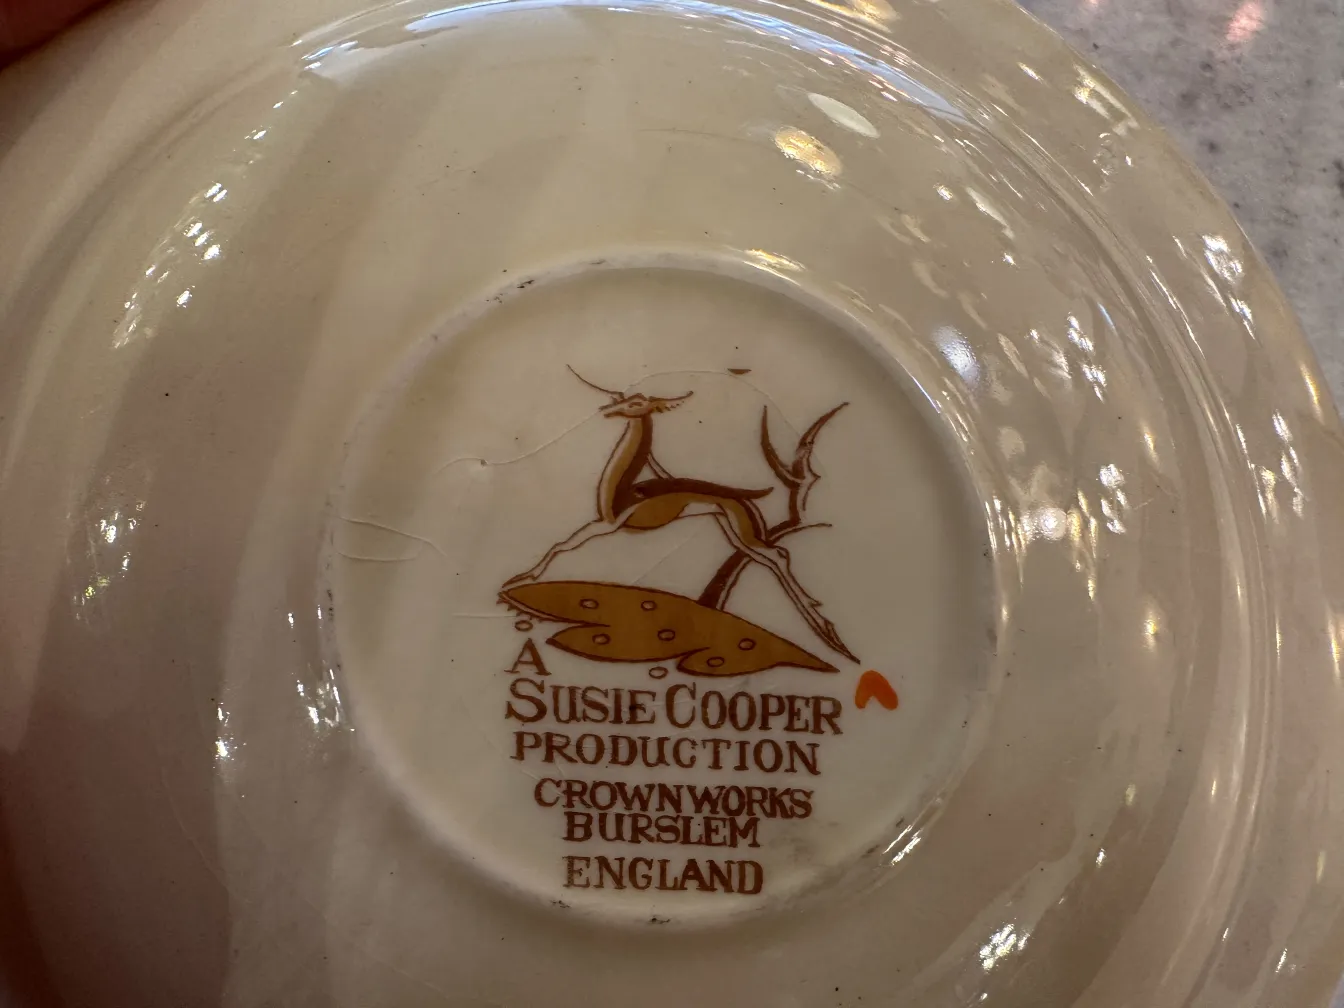 A
SUSIE COOPER
PRODUCTION
CROWNWORKS
BURSLEM
ENGLAND